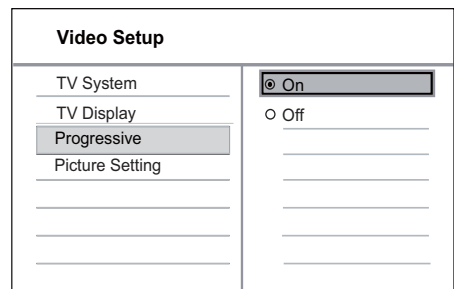 Video Setup
TV System
TV Display
Progressive
Picture Setting
On
Off